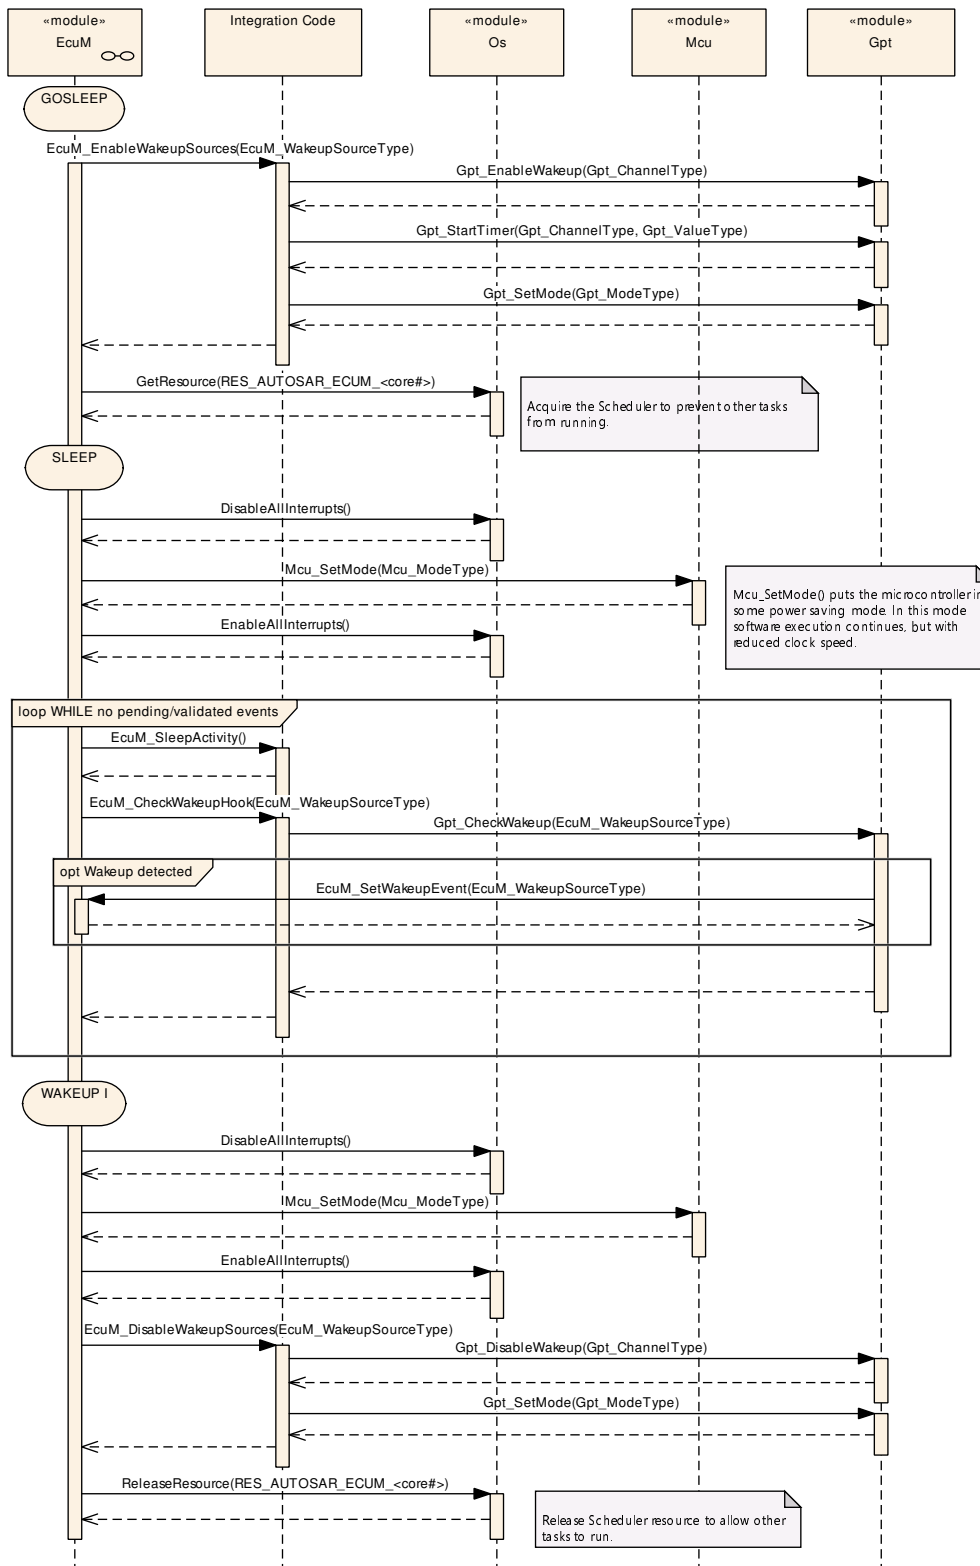 «module»
EcuM
Integration Code
«module»
Os
«module»
Mcu
«module»
Gpt
GOSLEEP
EcuM_EnableWakeupSources(EcuM_WakeupSourceType)
Gpt_EnableWakeup(Gpt_ChannelType)
Gpt_StartTimer(Gpt_ChannelType, Gpt_ValueType)
Gpt_SetMode(Gpt_ModeType)
GetResource(RES_AUTOSAR_ECUM_<core#>)
Acquire the Scheduler to prevent other tasks
from running.
SLEEP
DisableAllInterrupts()
Mcu_SetMode(Mcu_ModeType)
Mcu_SetMode() puts the microcontroller in
some power saving mode. In this mode
software execution continues, but with
reduced clock speed.
EnableAllInterrupts()
loop WHILE no pending/validated events
EcuM_SleepActivity()
EcuM_CheckWakeupHook(EcuM_WakeupSourceType)
Gpt_CheckWakeup(EcuM_WakeupSourceType)
opt Wakeup detected
EcuM_SetWakeupEvent(EcuM_WakeupSourceType)
WAKEUP I
DisableAllInterrupts()
Mcu_SetMode(Mcu_ModeType)
EnableAllInterrupts()
EcuM_DisableWakeupSources(EcuM_WakeupSourceType)
Gpt_DisableWakeup(Gpt_ChannelType)
Gpt_SetMode(Gpt_ModeType)
ReleaseResource(RES_AUTOSAR_ECUM_<core#>)
Release Scheduler resource to allow other
tasks to run.